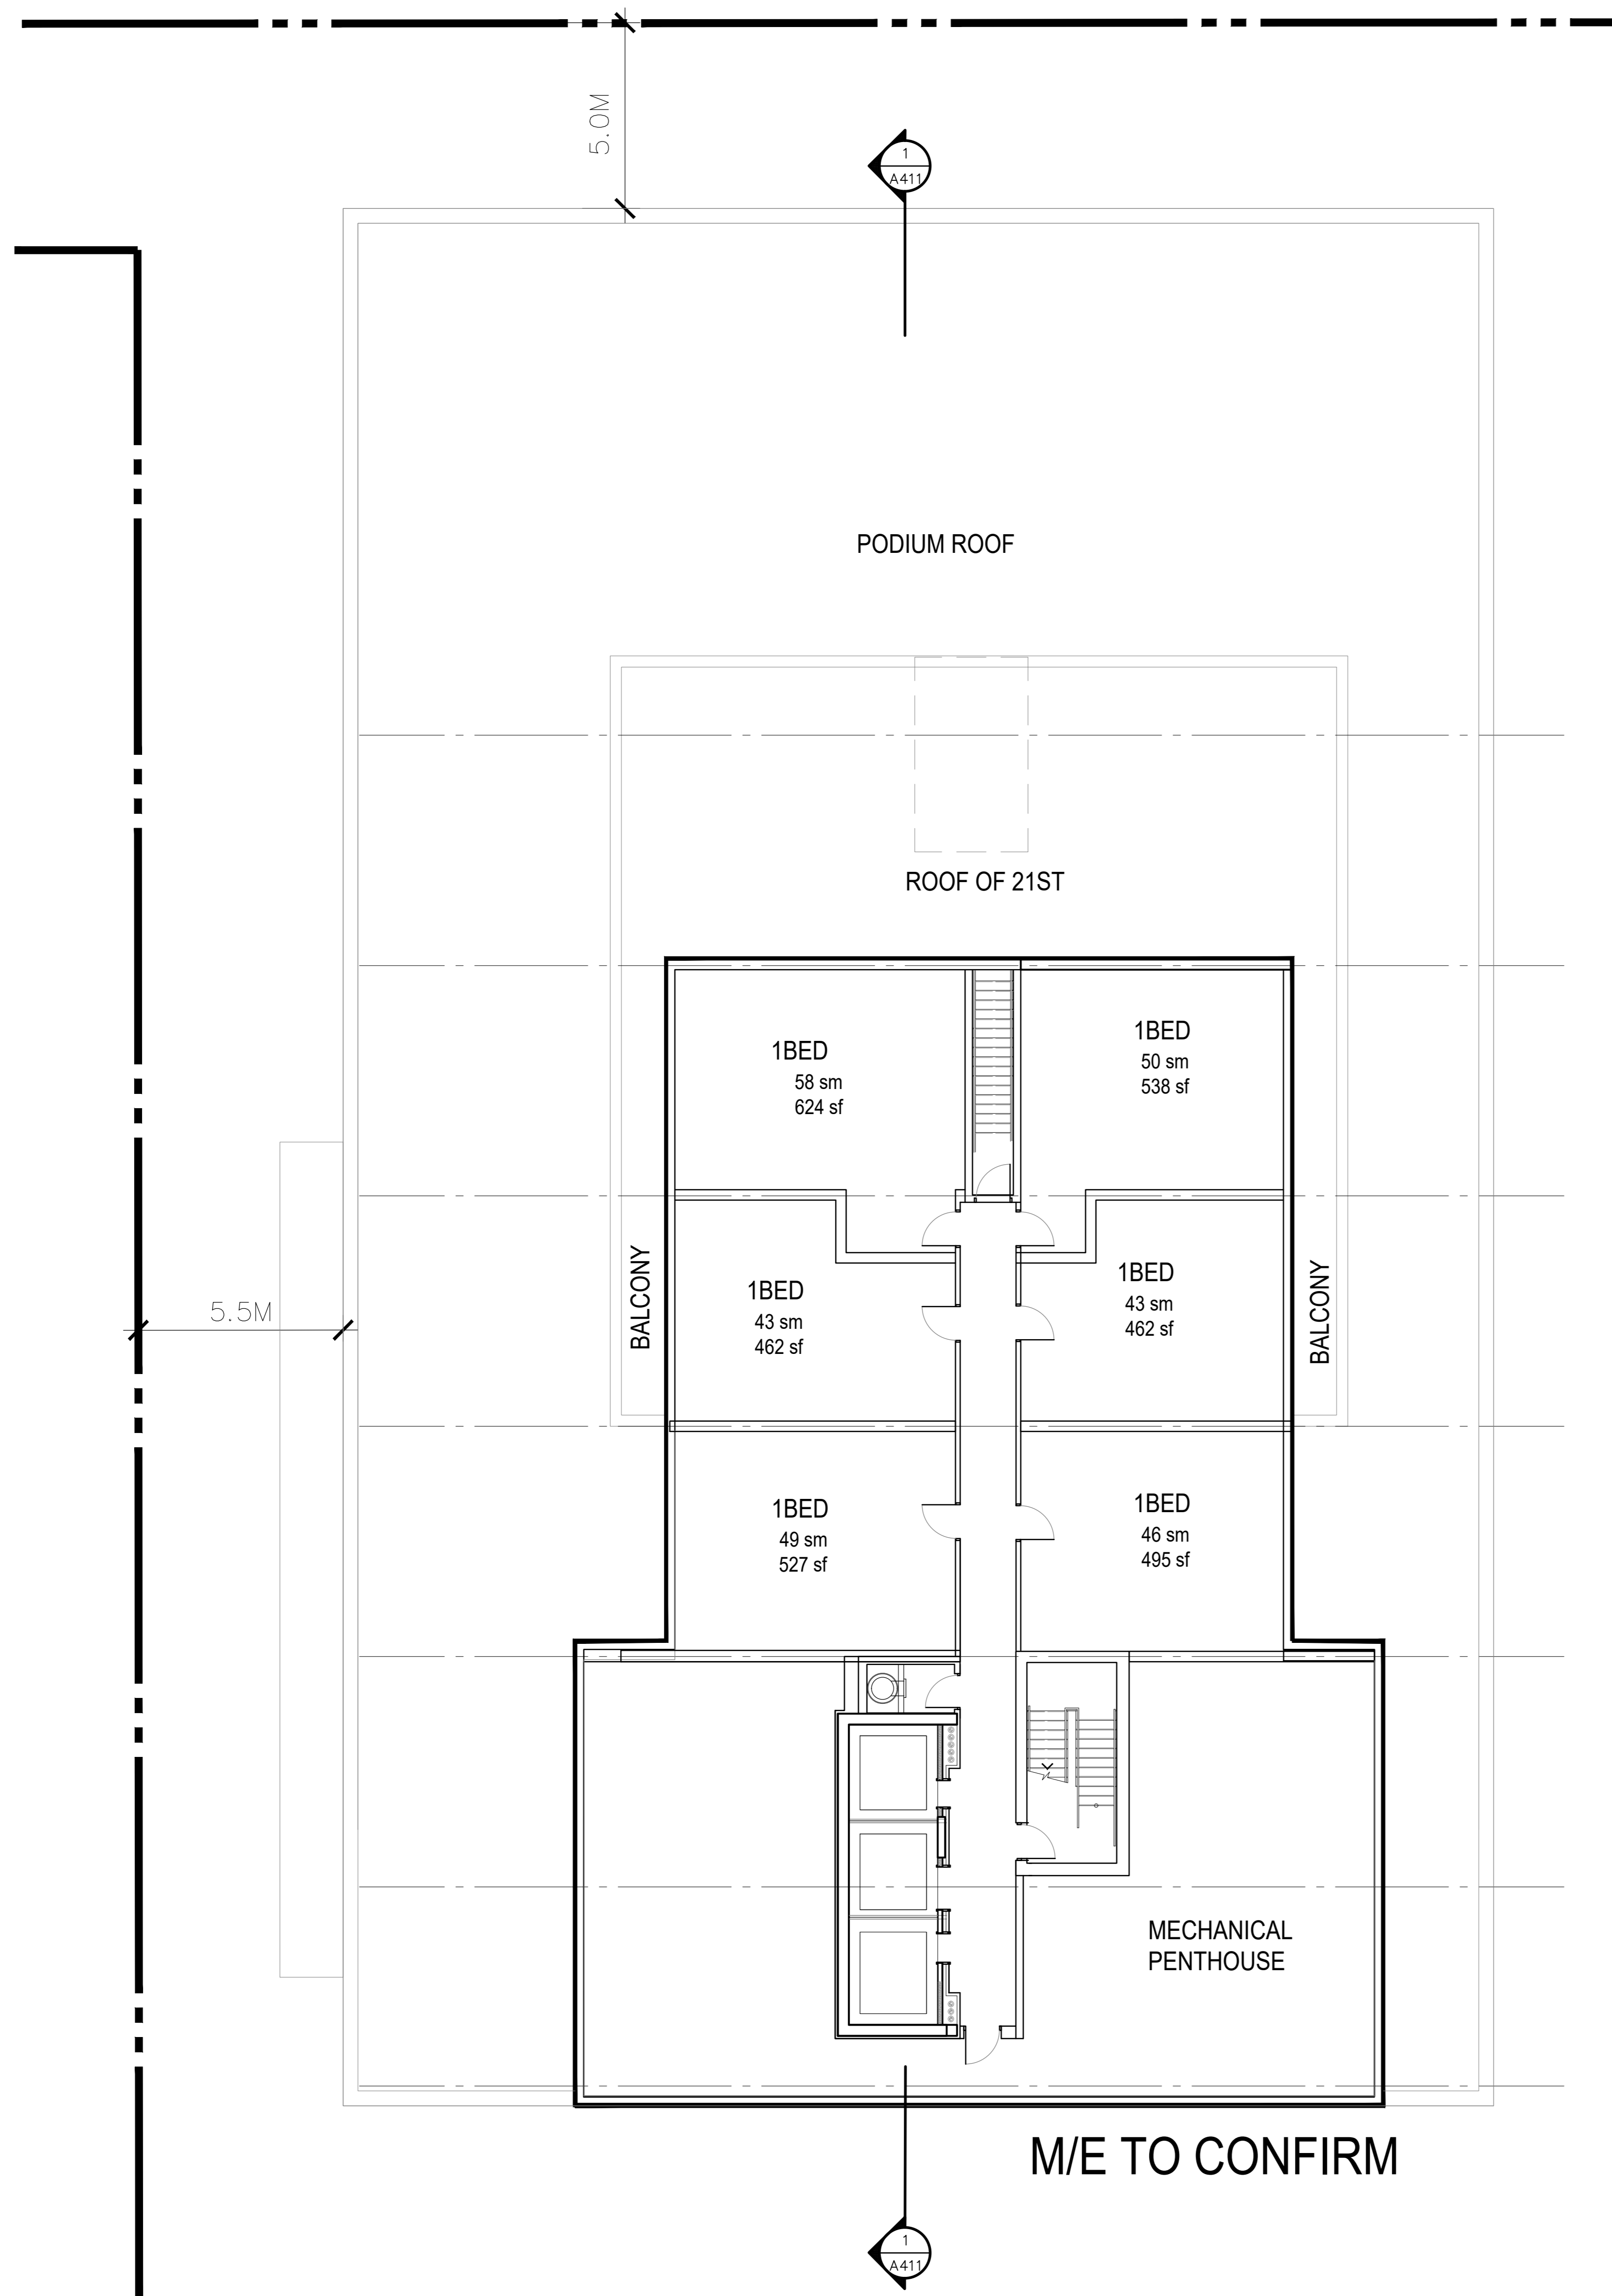 5.0M
1
A411
PODIUM ROOF
ROOF OF 21ST
1BED
50 sm
538 sf
1BED
58 sm
624 sf
BALCONY
1BED
43 sm
462 sf
1BED
43 sm
462 sf
BALCONY
5.5M
1BED
49 sm
527 sf
1BED
46 sm
495 sf
MECHANICAL
PENTHOUSE
M/E TO CONFIRM
1
A411